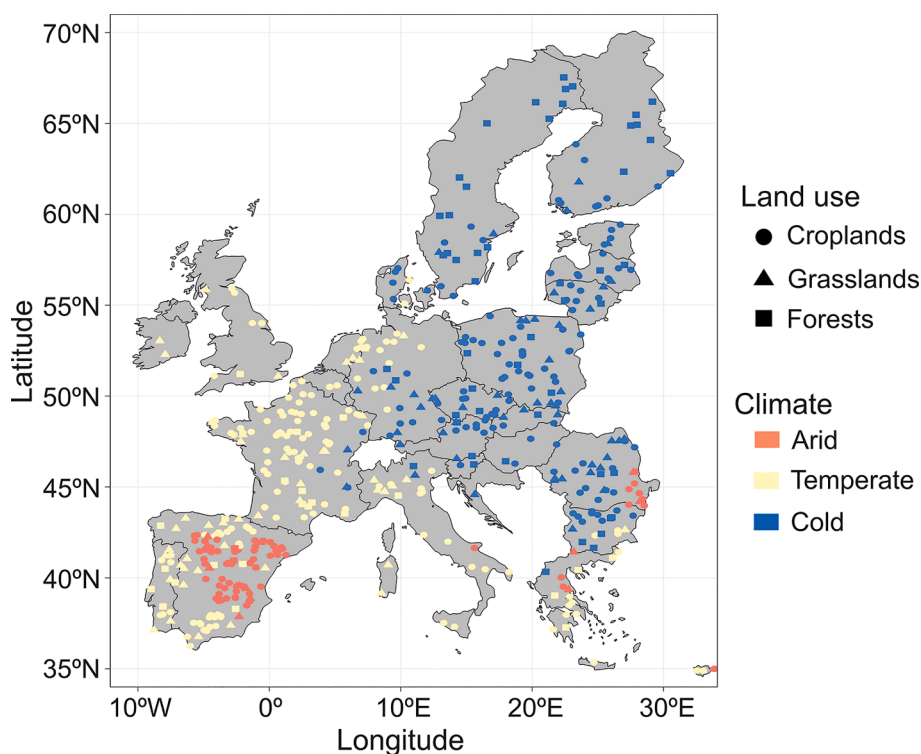 70ºN
65ºN
60ºN
55ºN
50ºN
45ºN
40ºN
35ºN
Latitude
10ºW
0º
10ºE
20ºE
30ºE
Longitude
Land use
Croplands
Grasslands
Forests
Climate
Arid
Temperate
Cold